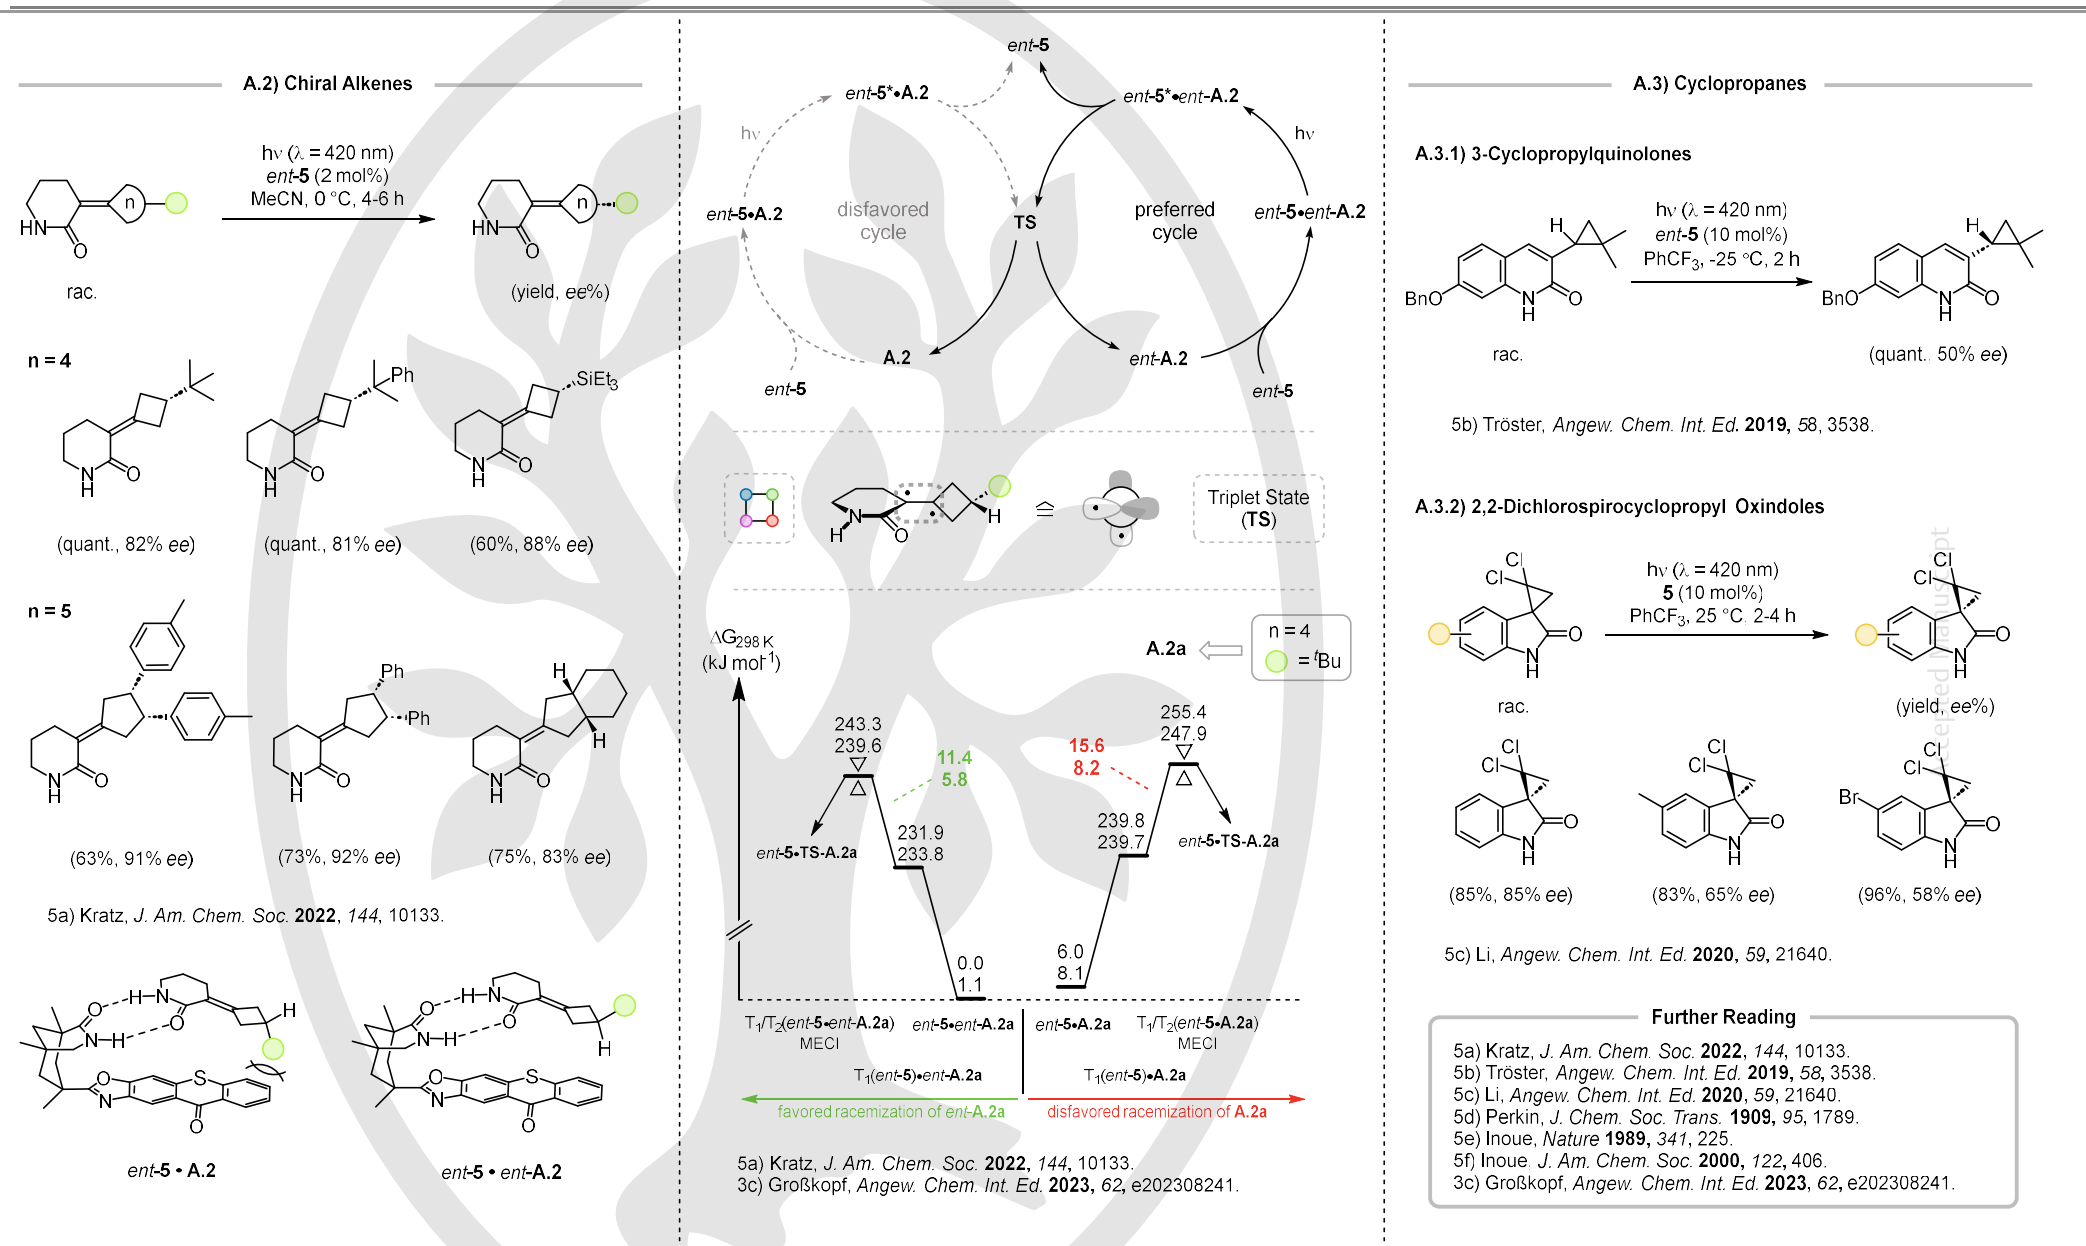 A.2) Chiral Alkenes
hν (λ = 420 nm)
ent-5 (2 mol%)
MeCN, 0 °C, 4-6 h
n
HN
O
n
HN
O
rac.
(yield, ee%)
n = 4
Ph
SiEt3
N
H
O
N
H
O
N
H
O
(quant., 82% ee)
(quant., 81% ee)
(60%, 88% ee)
n = 5
Ph
Ph
H
H
N
H
O
N
H
O
N
H
O
(63%, 91% ee)
(73%, 92% ee)
(75%, 83% ee)
5a) Kratz, J. Am. Chem. Soc. 2022, 144, 10133.
O
H
N
O
N
H
H
O
N
S
O
O
H
N
O
N
H
H
O
N
S
O
ent-5 • A.2
ent-5 • ent-A.2
ent-5
ent-5*•A.2
ent-5*•ent-A.2
hν
hν
ent-5•A.2
disfavored
cycle
TS
preferred
cycle
ent-5•ent-A.2
A.2
ent-A.2
ent-5
ent-5
N
H
O
H
≙
Triplet State
(TS)
ΔG298 K
(kJ mol-1)
A.2a
n = 4
= tBu
243.3
239.6
11.4
5.8
15.6
8.2
255.4
247.9
231.9
233.8
239.8
239.7
ent-5•TS-A.2a
ent-5•TS-A.2a
0.0
1.1
6.0
8.1
T1/T2(ent-5•ent-A.2a)
MECI
ent-5•ent-A.2a
ent-5•A.2a
T1/T2(ent-5•A.2a)
MECI
T1(ent-5)•ent-A.2a
T1(ent-5)•A.2a
favored racemization of ent-A.2a
disfavored racemization of A.2a
5a) Kratz, J. Am. Chem. Soc. 2022, 144, 10133.
3c) Großkopf, Angew. Chem. Int. Ed. 2023, 62, e202308241.
A.3) Cyclopropanes
A.3.1) 3-Cyclopropylquinolones
hν (λ = 420 nm)
ent-5 (10 mol%)
PhCF3, -25 °C, 2 h
H
BnO
N
H
O
H
BnO
N
H
O
rac.
(quant. 50% ee)
5b) Tröster, Angew. Chem. Int. Ed. 2019, 58, 3538.
A.3.2) 2,2-Dichlorospirocyclopropyl Oxindoles
hν (λ = 420 nm)
5 (10 mol%)
PhCF3, 25 °C 2-4 h
Cl
Cl
O
N
H
Cl
Cl
O
N
H
rac.
(yield, ee%)
Cl
Cl
O
N
H
Cl
Cl
O
N
H
Br
Cl
Cl
O
N
H
(85%, 85% ee)
(83%, 65% ee)
(96%, 58% ee)
5c) Li, Angew. Chem. Int. Ed. 2020, 59, 21640.
Further Reading
5a) Kratz, J. Am. Chem. Soc. 2022, 144, 10133.
5b) Tröster, Angew. Chem. Int. Ed. 2019, 58, 3538.
5c) Li, Angew. Chem. Int. Ed. 2020, 59, 21640.
5d) Perkin, J. Chem. Soc. Trans. 1909, 95, 1789.
5e) Inoue, Nature 1989, 341, 225.
5f) Inoue J. Am. Chem. Soc. 2000, 122, 406.
3c) Großkopf, Angew. Chem. Int. Ed. 2023, 62, e202308241.
Accepted Manuscript